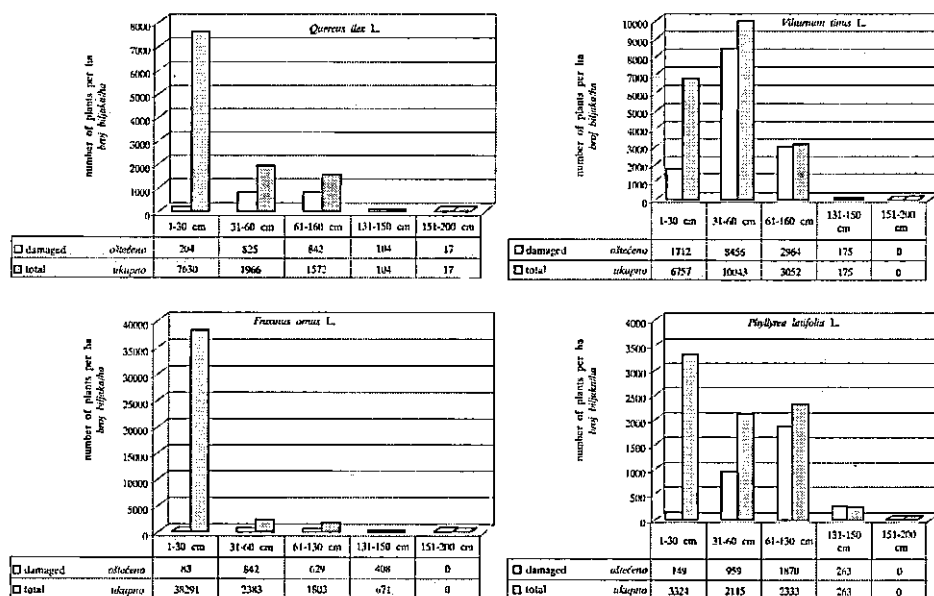 Quercus ilex L.
number of plants per ha
broj biljaka/ha
8000
7000
6000
5000
4000
3000
2000
1000
0
1-30 cm 31-60 cm 61-160 cm 131-150 cm 151-200 cm
damaged oštećeno 204 825 842 104 17
total ukupno 7630 1966 1573 104 17
Viburnum tinus L.
number of plants per ha
broj biljaka/ha
10000
9000
8000
7000
6000
5000
4000
3000
2000
1000
0
1-30 cm 31-60 cm 61-160 cm 131-150 cm 151-200 cm
damaged oštećeno 1712 8456 2964 175 0
total ukupno 6757 10043 3052 175 0
Fraxinus ornus L.
number of plants per ha
broj biljaka/ha
40000
35000
30000
25000
20000
15000
10000
5000
0
1-30 cm 31-60 cm 61-130 cm 131-150 cm 151-200 cm
damaged oštećeno 83 842 629 408 0
total ukupno 38291 2383 1503 671 0
Phyllyrea latifolia L.
number of plants per ha
broj biljaka/ha
4000
3500
3000
2500
2000
1500
1000
500
0
1-30 cm 31-60 cm 61-130 cm 131-150 cm 151-200 cm
damaged oštećeno 149 959 1870 263 0
total ukupno 3324 2115 2333 263 0